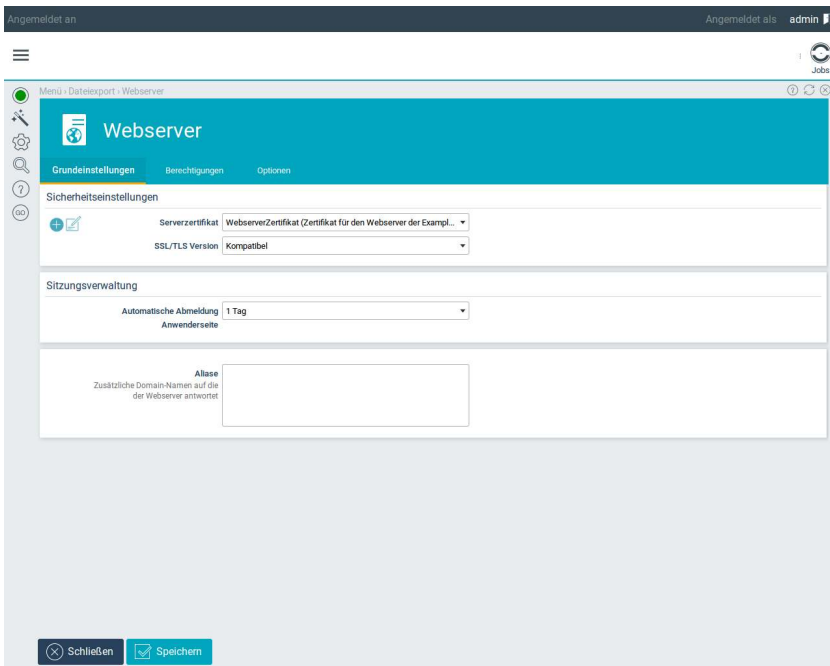 Angemeldet an
Angemeldet als admin
Jobs
Menü › Dateiexport › Webserver
Webserver
Grundeinstellungen Berechtigungen Optionen
Sicherheitseinstellungen
Serverzertifikat WebserverZertifikat (Zertifikat für den Webserver der Exampl...
SSL/TLS Version Kompatibel
Sitzungsverwaltung
Automatische Abmeldung 1 Tag
Anwenderseite
Aliase
Zusätzliche Domain-Namen auf die
der Webserver antwortet
GO
Schließen Speichern